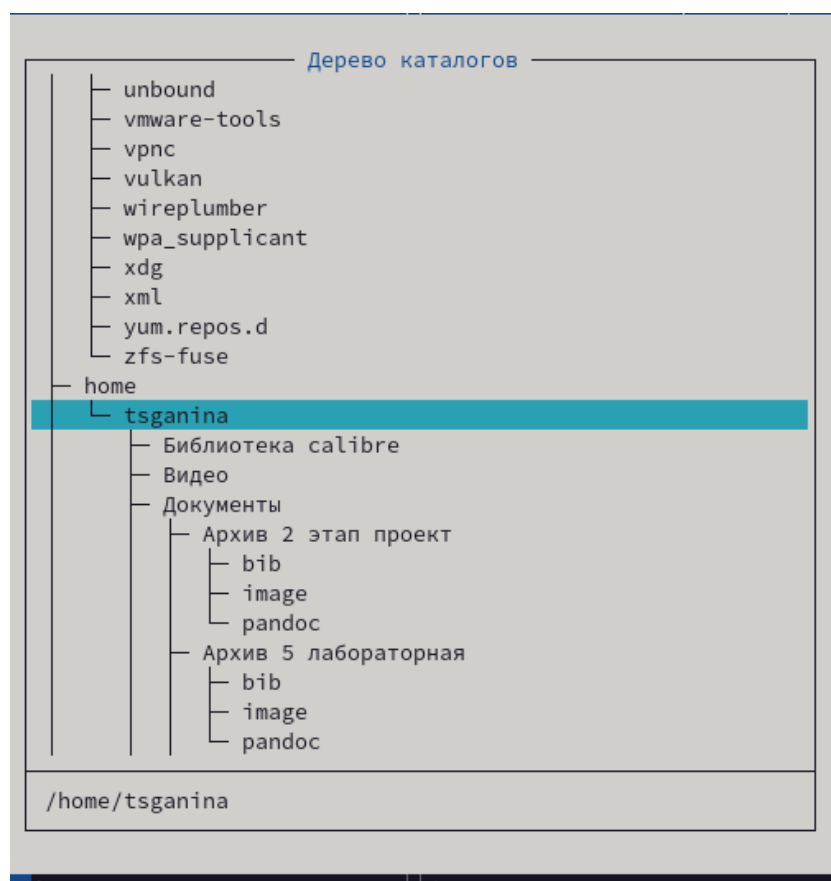 Дерево каталогов
unbound
vmware-tools
vpnc
vulkan
wireplumber
wpa_supplicant
xdg
xml
yum.repos.d
zfs-fuse
home
tsganina
Библиотека calibre
Видео
Документы
Архив 2 этап проект
bib
image
pandoc
Архив 5 лабораторная
bib
image
pandoc
/home/tsganina